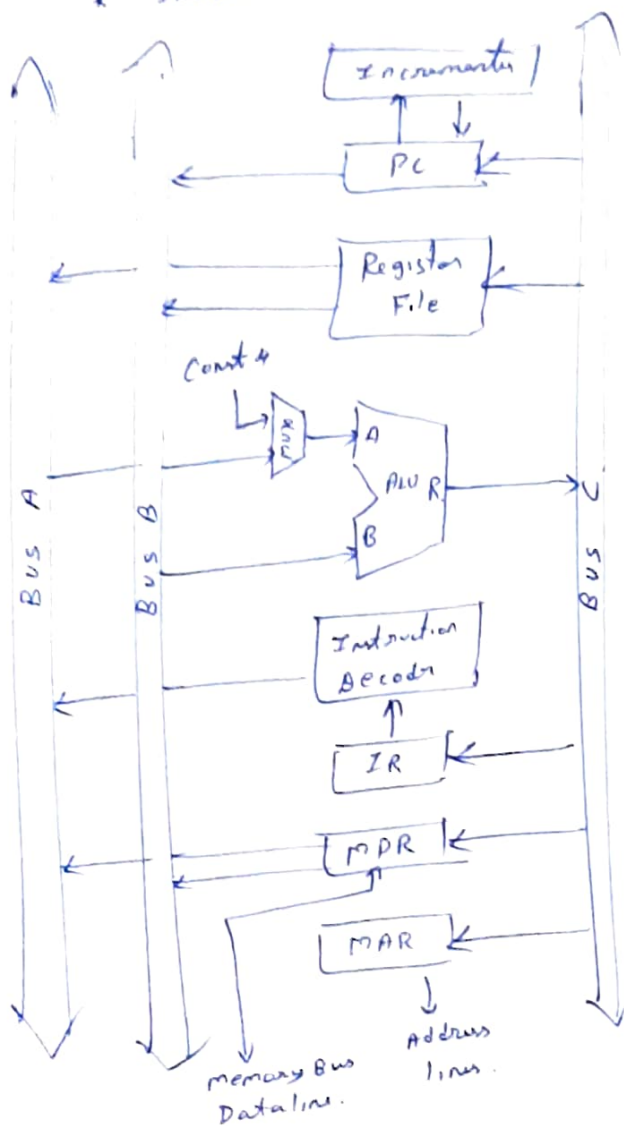 Incrementer
PC
Register
File
Const 4
MUX
A
ALU R
B
BUS A
BUS B
BUS C
Instruction
Decodr
IR
MDR
MAR
Memory Bus
Dataline.
Address
lines.